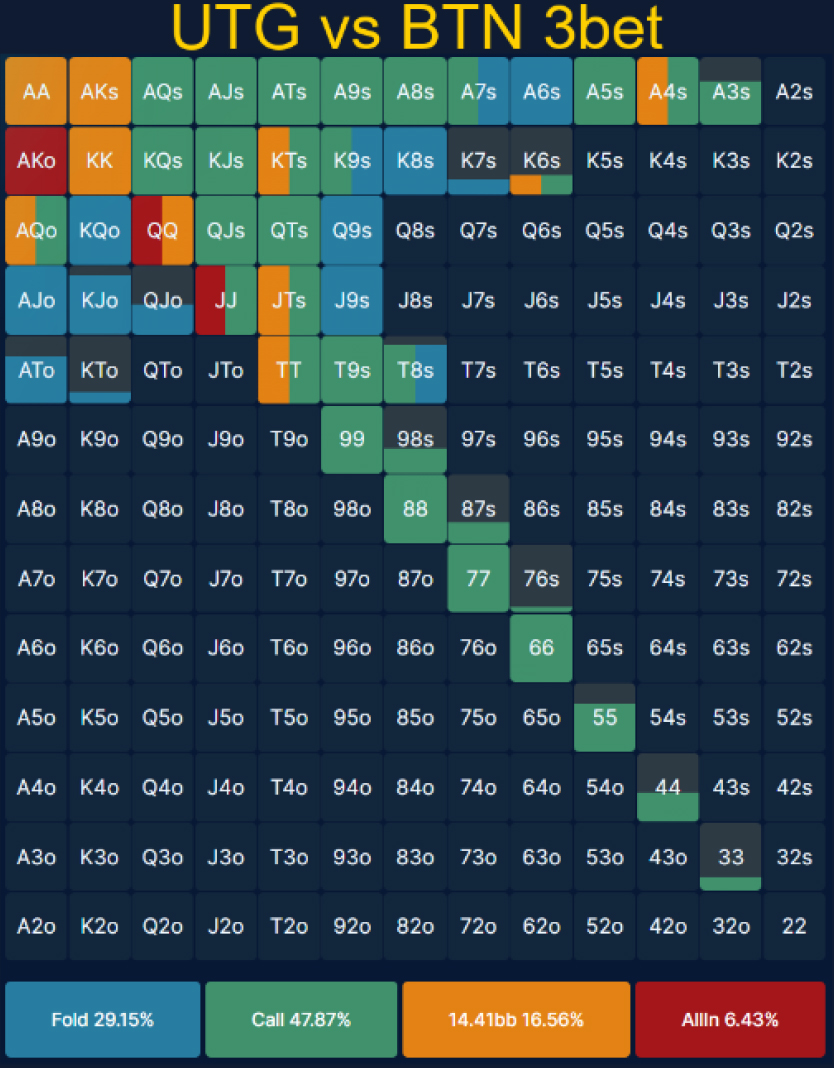 UTG vs BTN 3bet
AA AKs AQs AJs ATs A9s A8s A7s A6s A5s A4s A3s A2s
AKo KK KQs KJs KTs K9s K8s K7s K6s K5s K4s K3s K2s
AQo KQo QQ QJs QTs Q9s Q8s Q7s Q6s Q5s Q4s Q3s Q2s
AJo KJo QJo JJ JTs J9s J8s J7s J6s J5s J4s J3s J2s
ATo KTo QTo JTo TT T9s T8s T7s T6s T5s T4s T3s T2s
A9o K9o Q9o J9o T9o 99 98s 97s 96s 95s 94s 93s 92s
A8o K8o Q8o J8o T8o 98o 88 87s 86s 85s 84s 83s 82s
A7o K7o Q7o J7o T7o 97o 87o 77 76s 75s 74s 73s 72s
A6o K6o Q6o J6o T6o 96o 86o 76o 66 65s 64s 63s 62s
A5o K5o Q5o J5o T5o 95o 85o 75o 65o 55 54s 53s 52s
A4o K4o Q4o J4o T4o 94o 84o 74o 64o 54o 44 43s 42s
A3o K3o Q3o J3o T3o 93o 83o 73o 63o 53o 43o 33 32s
A2o K2o Q2o J2o T2o 92o 82o 72o 62o 52o 42o 32o 22
Fold 29.15% Call 47.87% 14.41bb 16.56% AllIn 6.43%